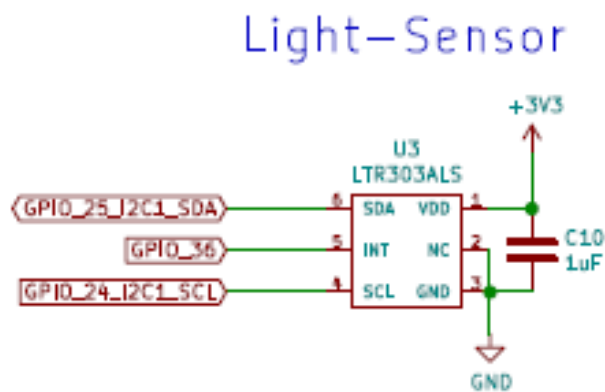 Light-Sensor
+3V3
U3
LTR303ALS
GPIO_25_I2C1_SDA 6 SDA VDD 1
GPIO_36 5 INT NC 2
C10
1uF
GPIO_24_I2C1_SCL 4 SCL GND 3
GND